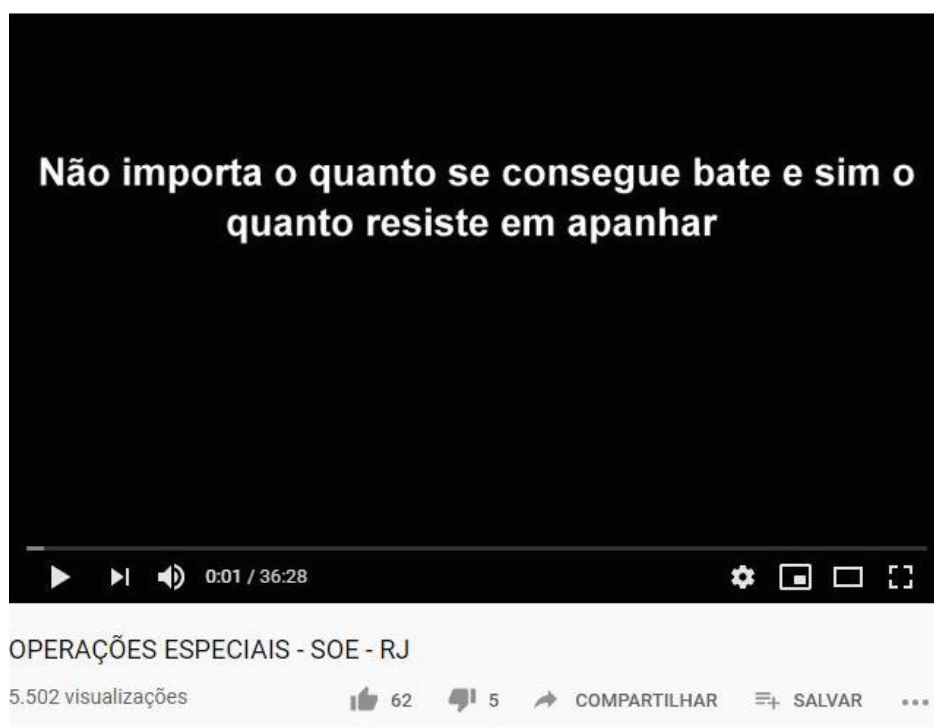 Não importa o quanto se consegue bate e sim o
quanto resiste em apanhar
0:01 / 36:28
OPERAÇÕES ESPECIAIS - SOE - RJ
5.502 visualizações 62 5 COMPARTILHAR SALVAR